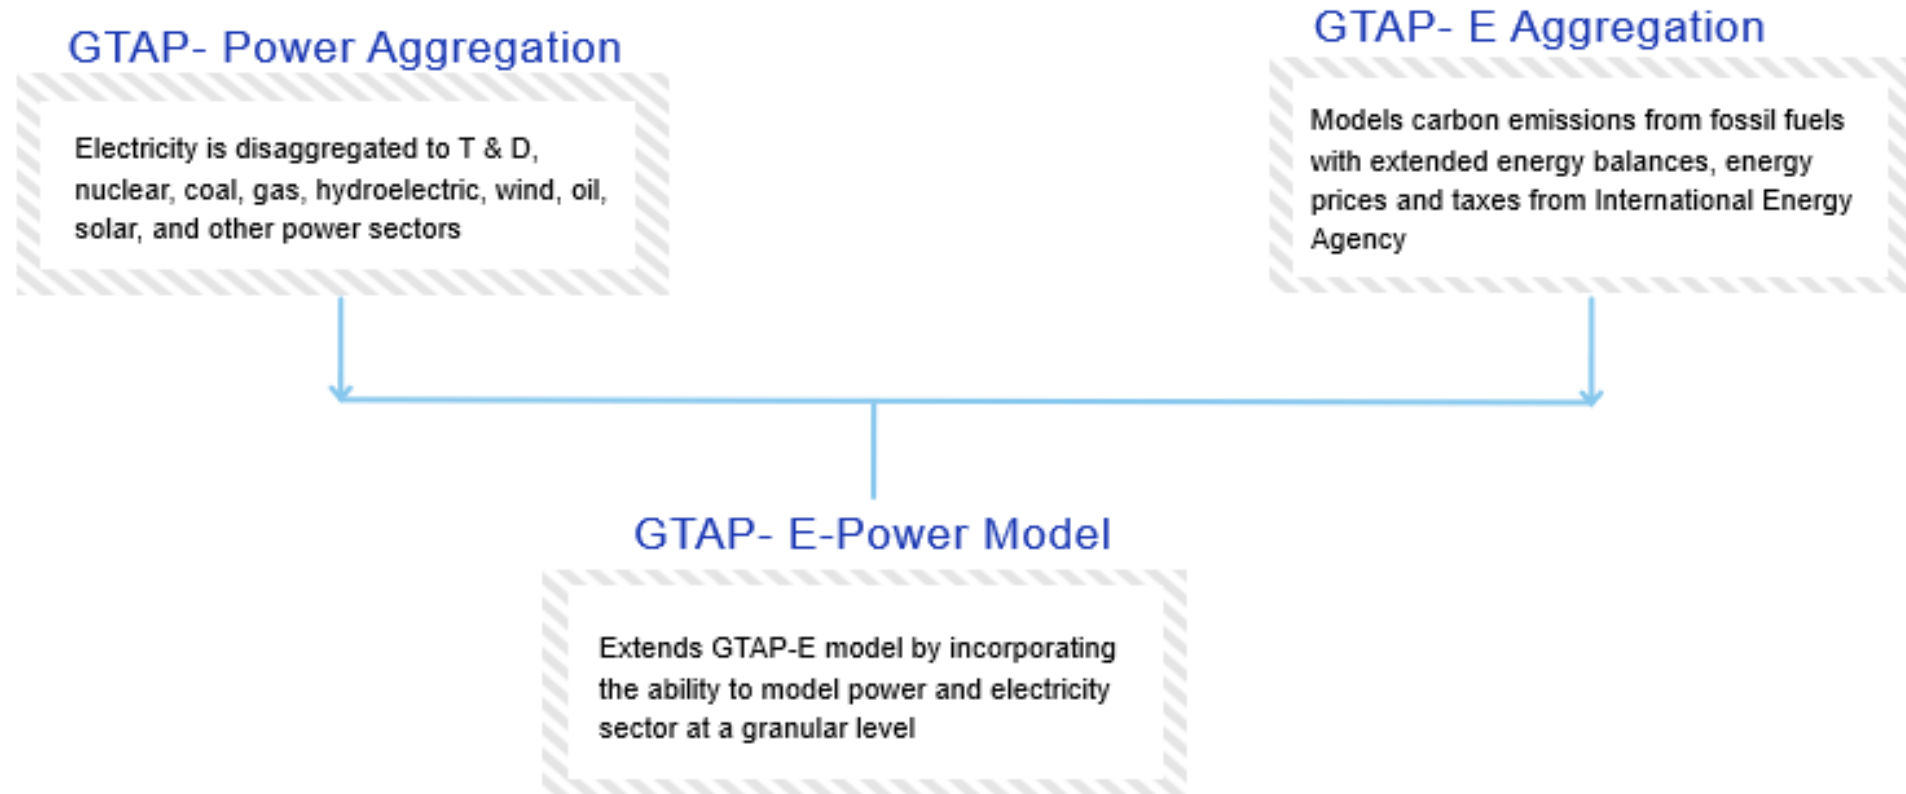 GTAP- Power Aggregation
Electricity is disaggregated to T & D,
nuclear, coal, gas, hydroelectric, wind, oil,
solar, and other power sectors
GTAP- E Aggregation
Models carbon emissions from fossil fuels
with extended energy balances, energy
prices and taxes from International Energy
Agency
GTAP- E-Power Model
Extends GTAP-E model by incorporating
the ability to model power and electricity
sector at a granular level